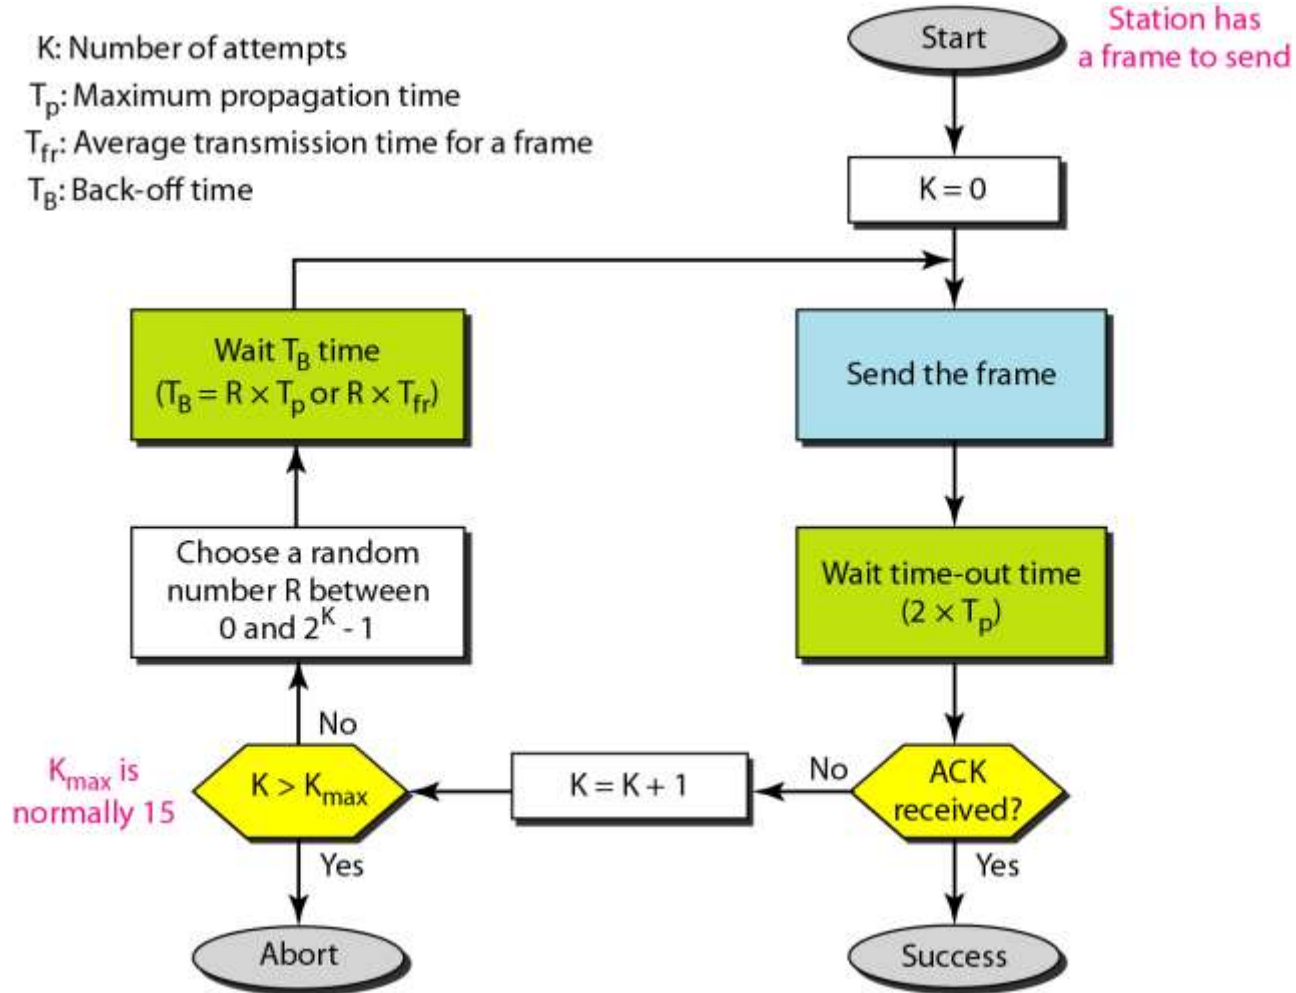 K: Number of attempts
Tp: Maximum propagation time
Tfr: Average transmission time for a frame
TB: Back-off time
Start
Station has
a frame to send
K = 0
Wait TB time
(TB = R × Tp or R × Tfr)
Send the frame
Choose a random
number R between
0 and 2^K - 1
Wait time-out time
(2 × Tp)
No
Kmax is
normally 15
K > Kmax
K = K + 1
No
ACK
received?
Yes
Yes
Abort
Success